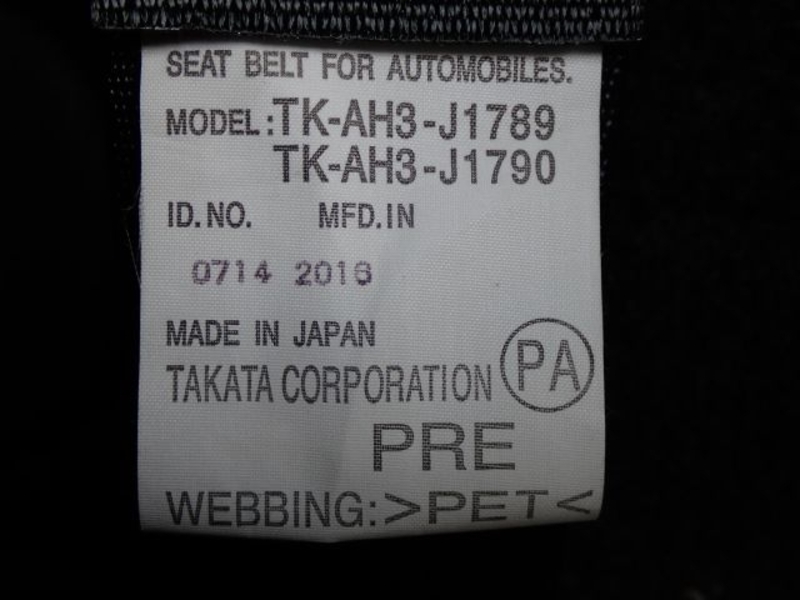 SEAT BELT FOR AUTOMOBILES.
MODEL:TK-AH3-J1789
TK-AH3-J1790
ID.NO. MFD.IN
0714 2016
MADE IN JAPAN
TAKATA CORPORATION PA
PRE
WEBBING:>PET<